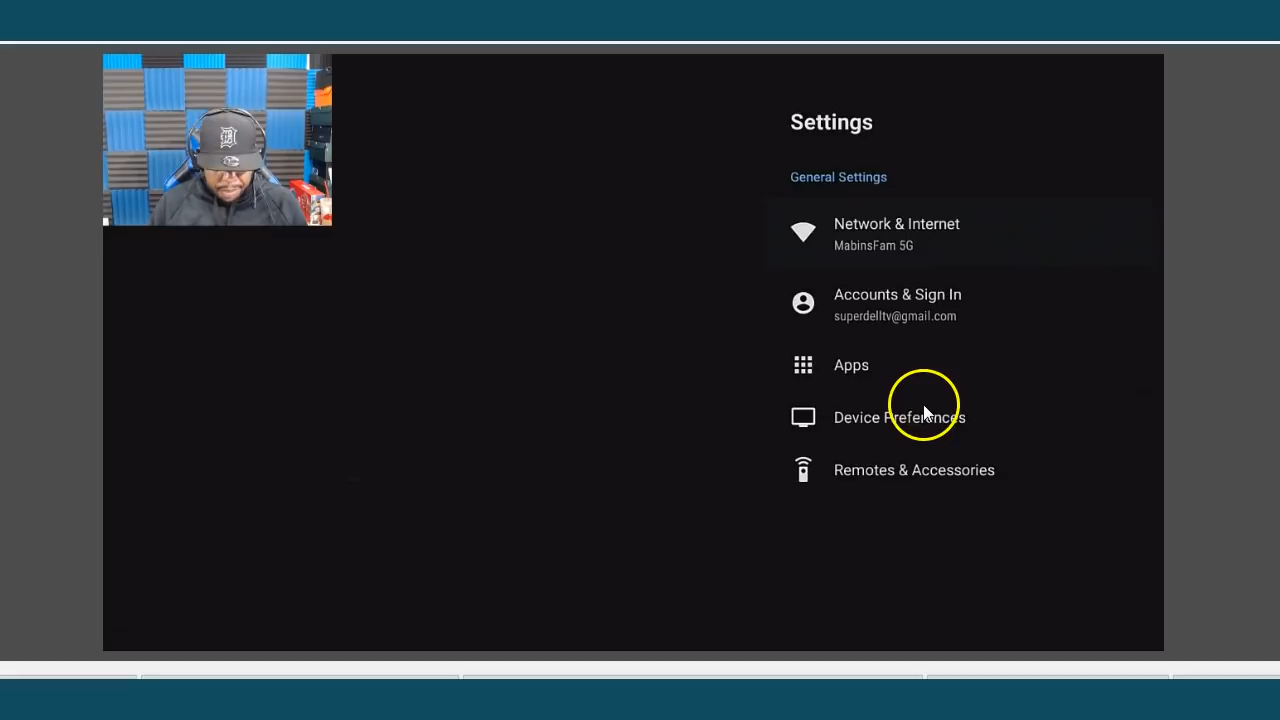 Settings
General Settings
Network & Internet
MabinsFam 5G
Accounts & Sign In
superdelltv@gmail.com
Apps
Device Preferences
Remotes & Accessories